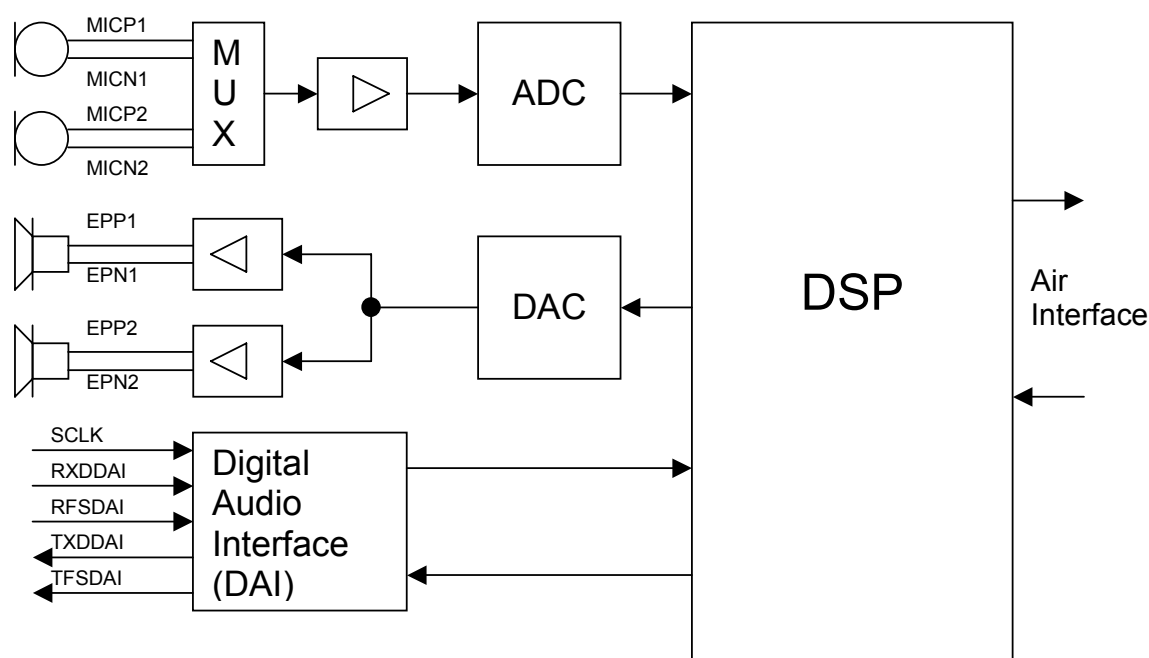 MICP1
MICN1
MICP2
MICN2
M
U
X
ADC
EPP1
EPN1
EPP2
EPN2
DAC
DSP
Air
Interface
SCLK
RXDDAI
RFSDAI
TXDDAI
TFSDAI
Digital
Audio
Interface
(DAI)